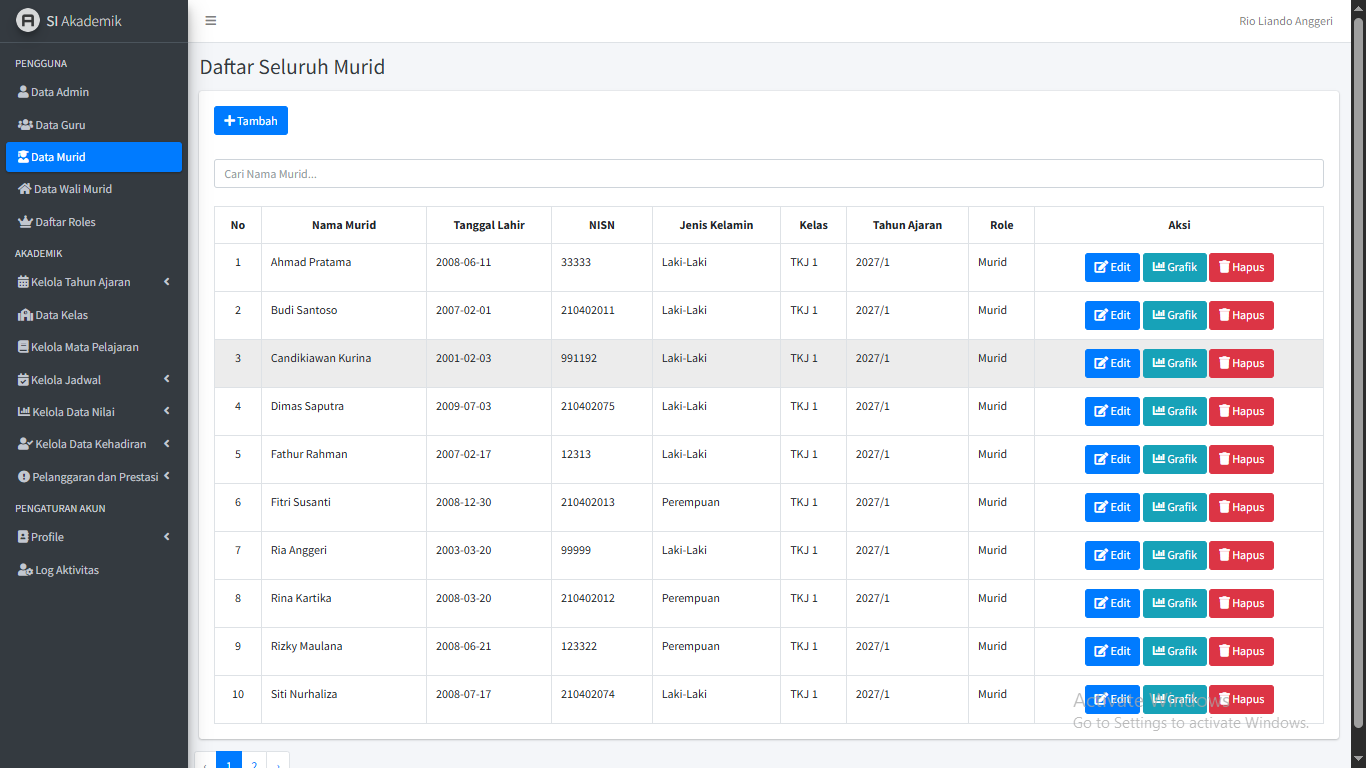 SI Akademik
Rio Liando Anggeri
PENGGUNA
Data Admin
Data Guru
Data Murid
Data Wali Murid
Daftar Roles
AKADEMIK
Kelola Tahun Ajaran
Data Kelas
Kelola Mata Pelajaran
Kelola Jadwal
Kelola Data Nilai
Kelola Data Kehadiran
Pelanggaran dan Prestasi
PENGATURAN AKUN
Profile
Log Aktivitas
Daftar Seluruh Murid
Tambah
Cari Nama Murid...
No Nama Murid Tanggal Lahir NISN Jenis Kelamin Kelas Tahun Ajaran Role Aksi
1 Ahmad Pratama 2008-06-11 33333 Laki-Laki TKJ 1 2027/1 Murid Edit Grafik Hapus
2 Budi Santoso 2007-02-01 210402011 Laki-Laki TKJ 1 2027/1 Murid Edit Grafik Hapus
3 Candikiawan Kurina 2001-02-03 991192 Laki-Laki TKJ 1 2027/1 Murid Edit Grafik Hapus
4 Dimas Saputra 2009-07-03 210402075 Laki-Laki TKJ 1 2027/1 Murid Edit Grafik Hapus
5 Fathur Rahman 2007-02-17 12313 Laki-Laki TKJ 1 2027/1 Murid Edit Grafik Hapus
6 Fitri Susanti 2008-12-30 210402013 Perempuan TKJ 1 2027/1 Murid Edit Grafik Hapus
7 Ria Anggeri 2003-03-20 99999 Laki-Laki TKJ 1 2027/1 Murid Edit Grafik Hapus
8 Rina Kartika 2008-03-20 210402012 Perempuan TKJ 1 2027/1 Murid Edit Grafik Hapus
9 Rizky Maulana 2008-06-21 123322 Perempuan TKJ 1 2027/1 Murid Edit Grafik Hapus
10 Siti Nurhaliza 2008-07-17 210402074 Laki-Laki TKJ 1 2027/1 Murid Edit Grafik Hapus
Activate Windows
Go to Settings to activate Windows.
‹ 1 2 ›